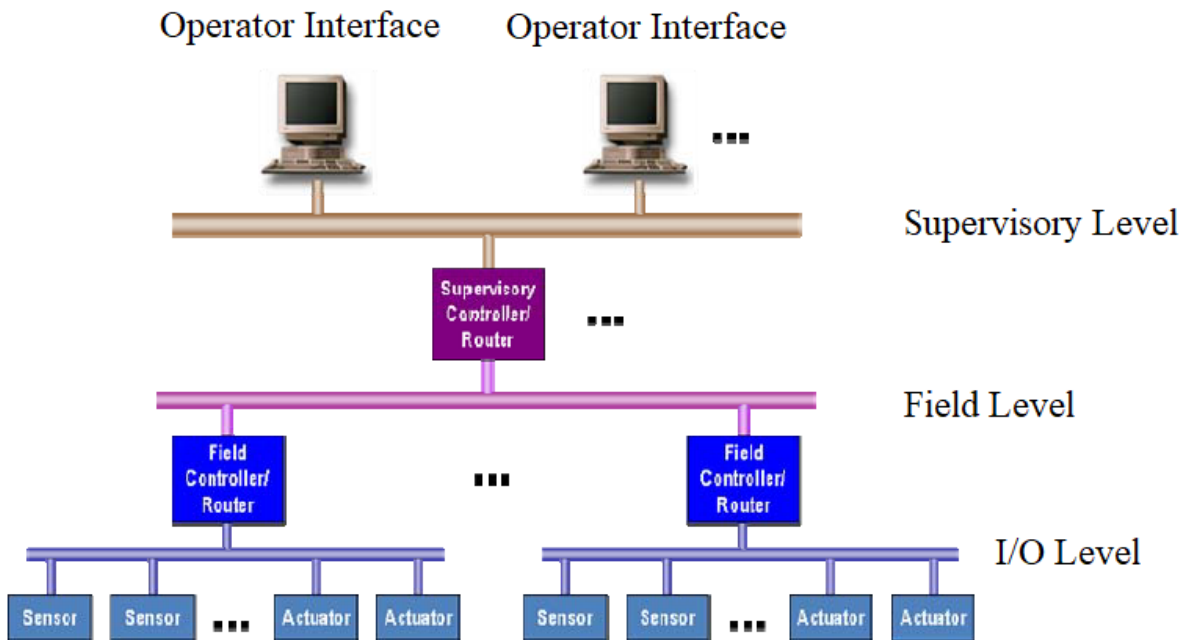 Operator Interface Operator Interface
Supervisory Level
Supervisory
Controller/
Router
Field Level
Field
Controller/
Router
Field
Controller/
Router
I/O Level
Sensor Sensor ... Actuator Actuator Sensor Sensor ... Actuator Actuator